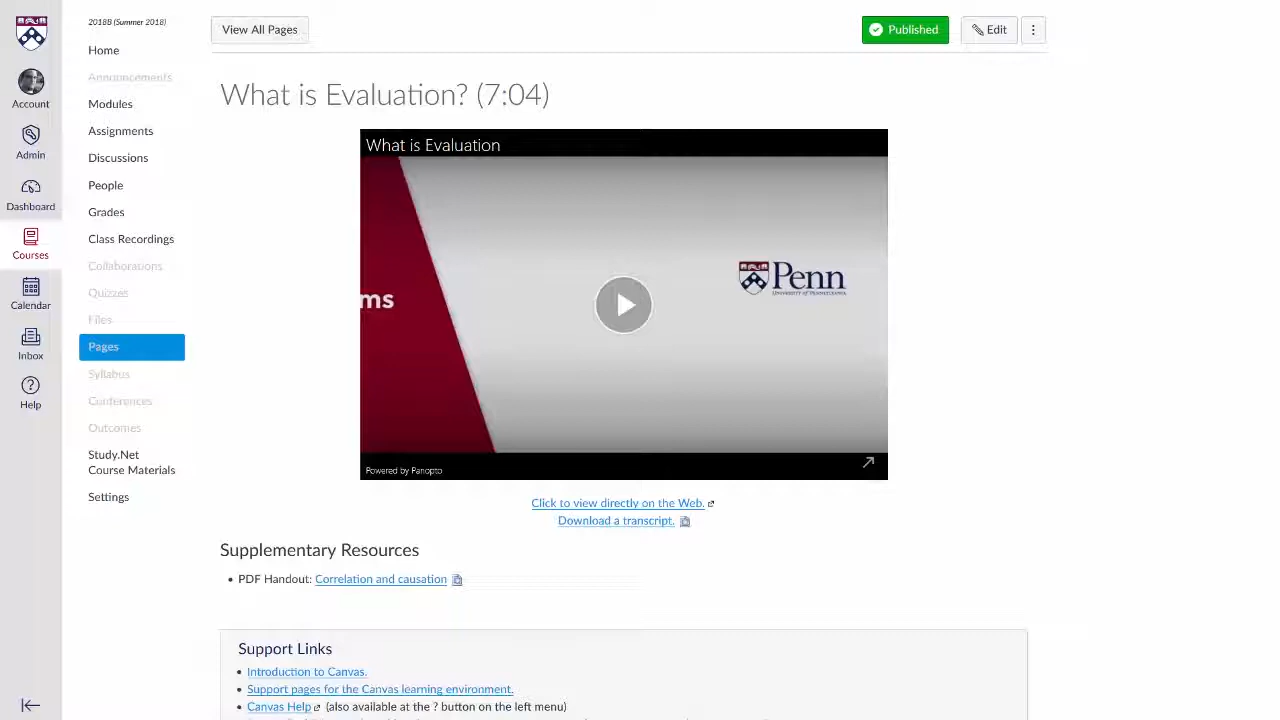 2018B (Summer 2018)
View All Pages
Published
Edit
Account
Admin
Dashboard
Courses
Calendar
Inbox
Help
Home
Announcements
Modules
Assignments
Discussions
People
Grades
Class Recordings
Collaborations
Quizzes
Files
Pages
Syllabus
Conferences
Outcomes
Study.Net
Course Materials
Settings
What is Evaluation? (7:04)
What is Evaluation
ms
Penn
UNIVERSITY OF PENNSYLVANIA
Powered by Panopto
Click to view directly on the Web.
Download a transcript.
Supplementary Resources
• PDF Handout: Correlation and causation
Support Links
• Introduction to Canvas.
• Support pages for the Canvas learning environment.
• Canvas Help (also available at the ? button on the left menu)